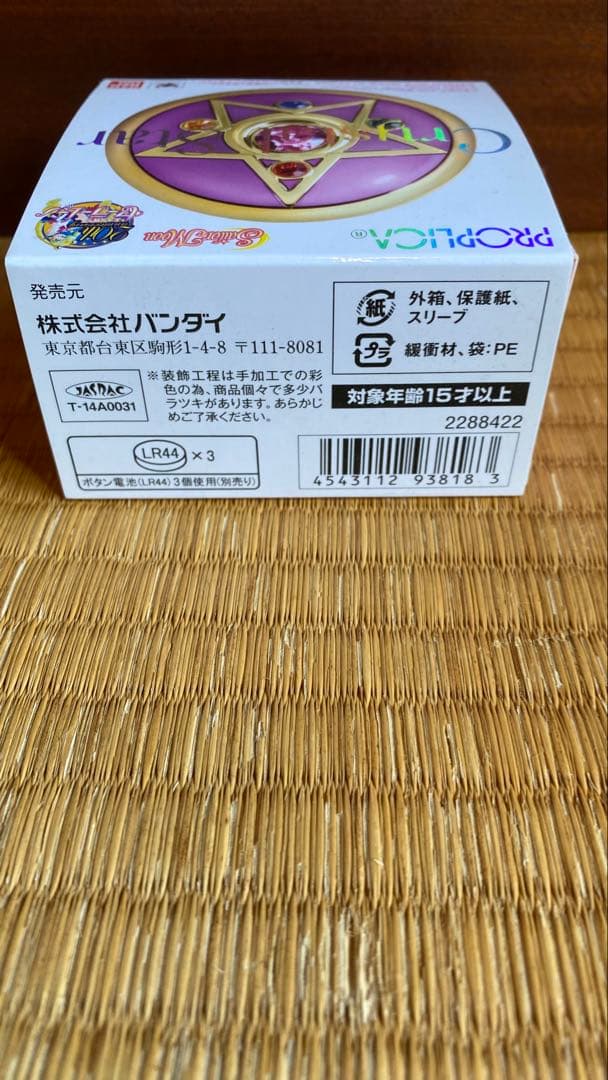 Crystal Star
PROPLICA®
Sailor Moon
20th
発売元
株式会社バンダイ
東京都台東区駒形1-4-8 〒111-8081
紙
外箱、保護紙、
スリーブ
プラ
緩衝材、袋:PE
JASRAC
T-14A0031
※装飾工程は手加工での彩
色の為、商品個々で多少バ
ラツキがあります。あらかじ
めご了承ください。
対象年齢15才以上
2288422
LR44 × 3
ボタン電池(LR44)3個使用(別売り)
4543112 93818 3